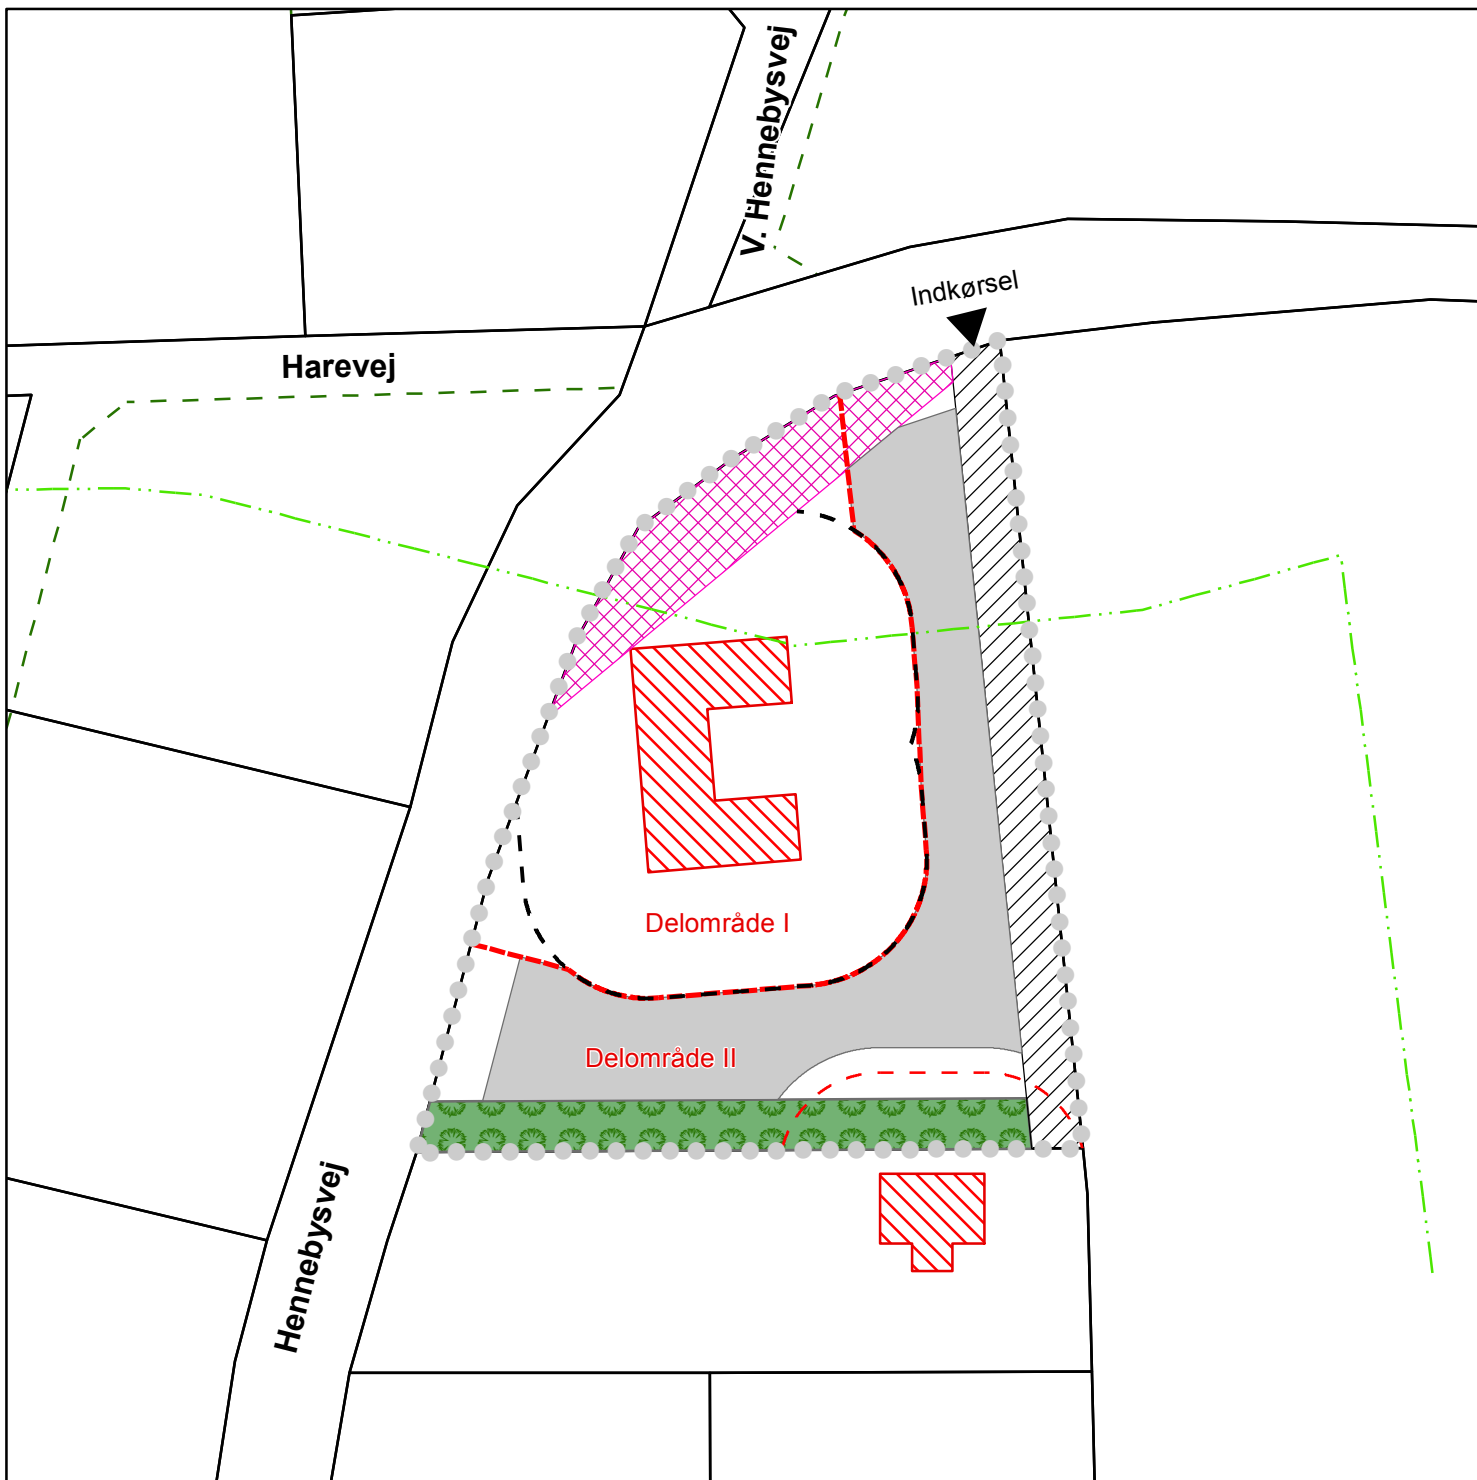 V. Hennebysvej
Indkørsel
Harevej
Delområde I
Delområde II
Hennebysvej